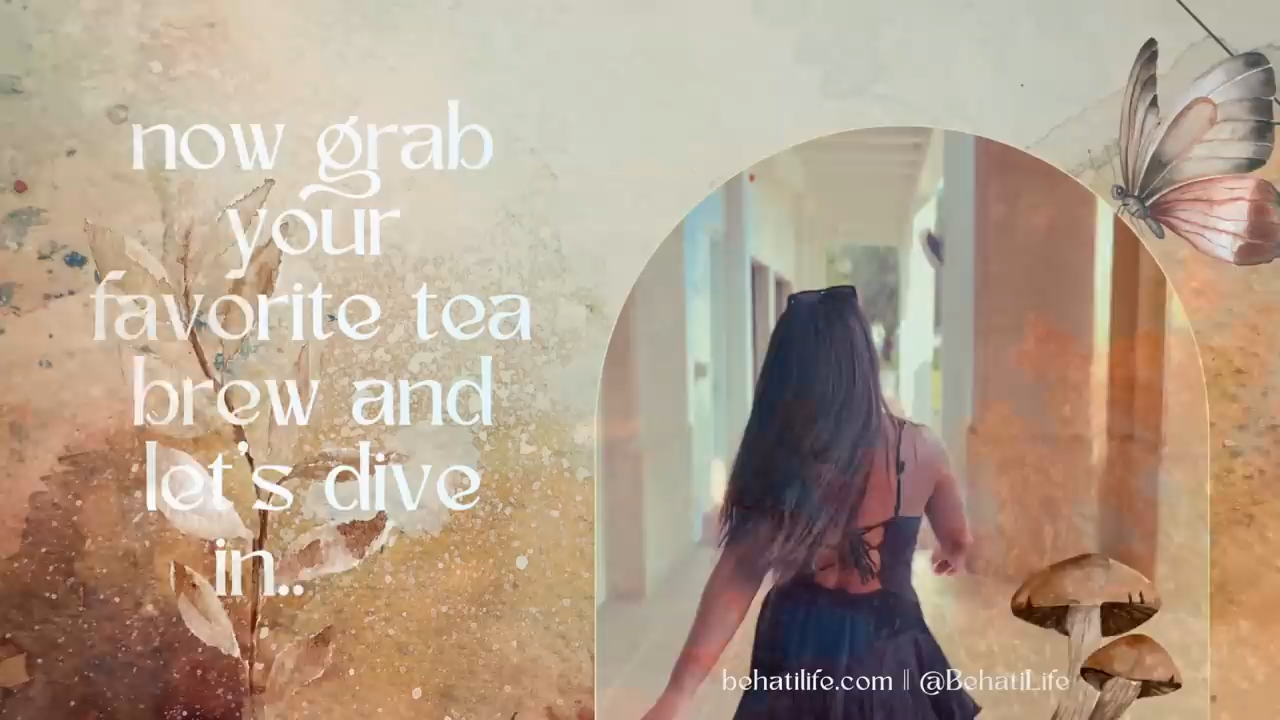 now grab
your
favorite tea
brew and
let's dive
in..
behatilife.com || @BehatiLife